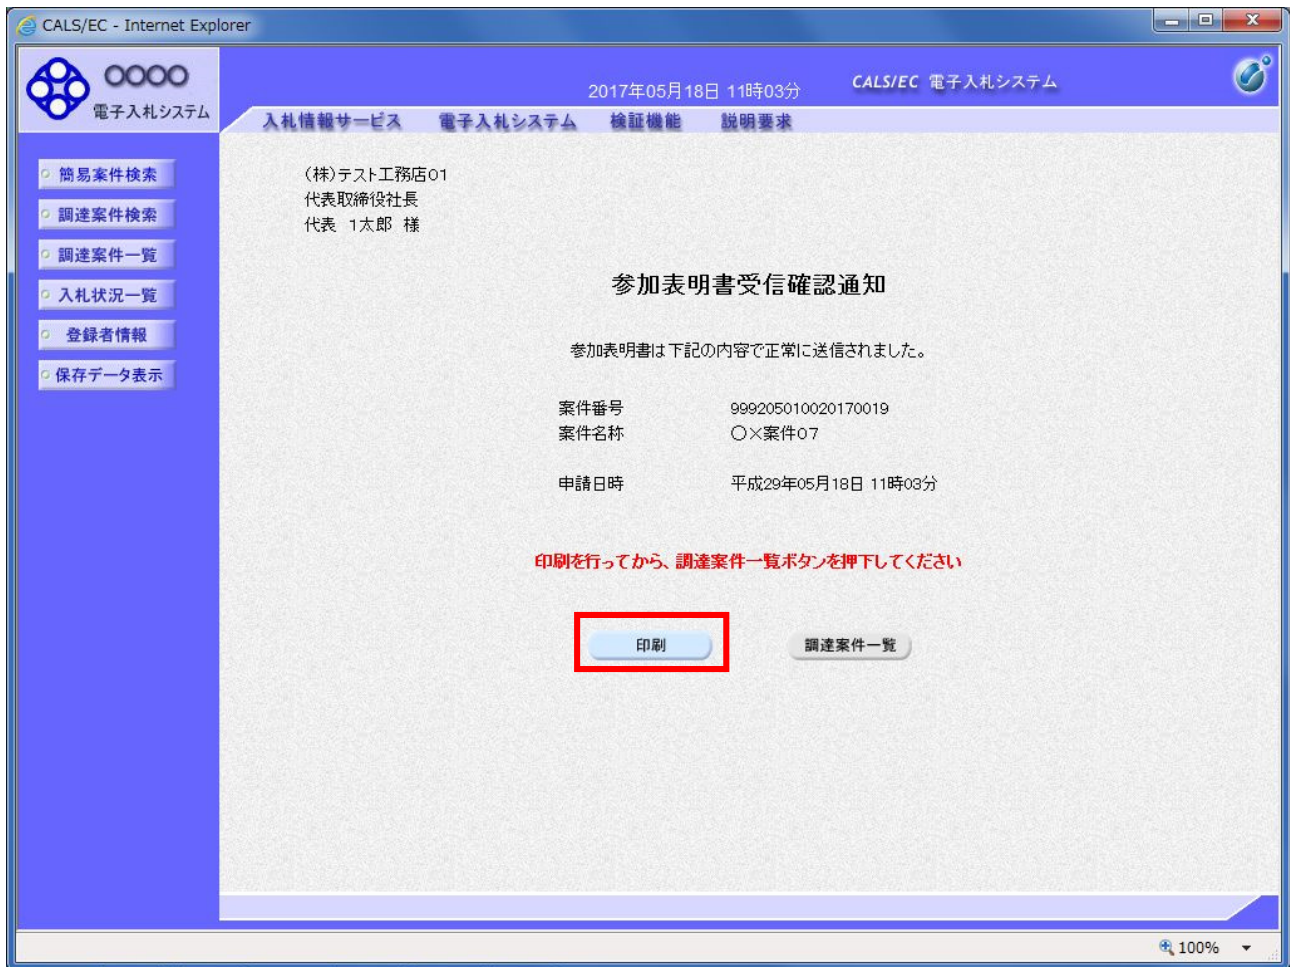 CALS/EC - Internet Explorer
〇〇〇〇
電子入札システム
2017年05月18日 11時03分
CALS/EC 電子入札システム
入札情報サービス 電子入札システム 検証機能 説明要求
簡易案件検索
調達案件検索
調達案件一覧
入札状況一覧
登録者情報
保存データ表示
(株)テスト工務店01
代表取締役社長
代表 1太郎 様
参加表明書受信確認通知
参加表明書は下記の内容で正常に送信されました。
案件番号 999205010020170019
案件名称 〇×案件07
申請日時 平成29年05月18日 11時03分
印刷を行ってから、調達案件一覧ボタンを押下してください
印刷 調達案件一覧
100%